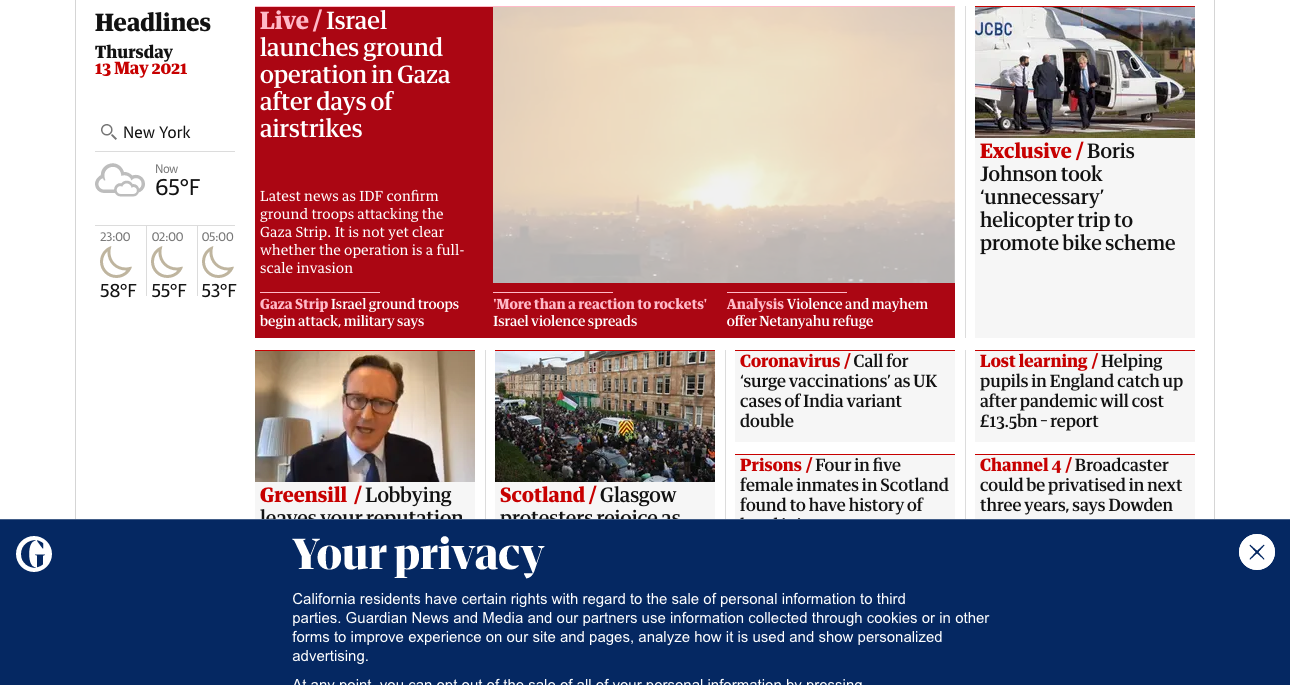 Headlines
Thursday
13 May 2021
New York
Now
65°F
23:00
02:00
05:00
58°F
55°F
53°F
Live / Israel
launches ground
operation in Gaza
after days of
airstrikes
Latest news as IDF confirm
ground troops attacking the
Gaza Strip. It is not yet clear
whether the operation is a full-
scale invasion
Gaza Strip Israel ground troops
begin attack, military says
'More than a reaction to rockets'
Israel violence spreads
Analysis Violence and mayhem
offer Netanyahu refuge
JCBC
Exclusive / Boris
Johnson took
‘unnecessary’
helicopter trip to
promote bike scheme
Greensill / Lobbying
leaves your reputation
Scotland / Glasgow
protesters rejoice as
Coronavirus / Call for
‘surge vaccinations’ as UK
cases of India variant
double
Prisons / Four in five
female inmates in Scotland
found to have history of
Lost learning / Helping
pupils in England catch up
after pandemic will cost
£13.5bn – report
Channel 4 / Broadcaster
could be privatised in next
three years, says Dowden
G
Your privacy
California residents have certain rights with regard to the sale of personal information to third
parties. Guardian News and Media and our partners use information collected through cookies or in other
forms to improve experience on our site and pages, analyze how it is used and show personalized
advertising.
At any point, you can opt out of the sale of all of your personal information by pressing